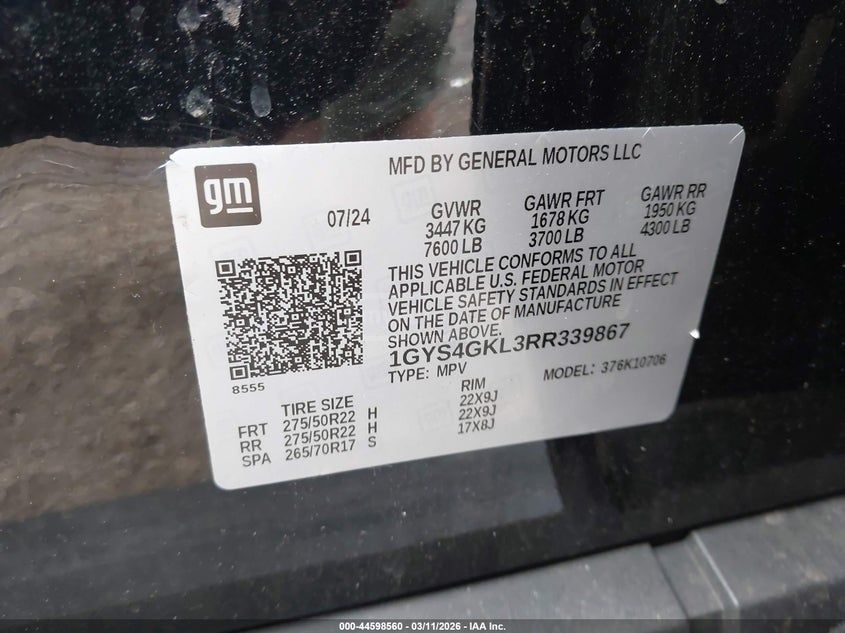 gm
MFD BY GENERAL MOTORS LLC
07/24
GVWR
3447 KG
7600 LB
GAWR FRT
1678 KG
3700 LB
GAWR RR
1950 KG
4300 LB
THIS VEHICLE CONFORMS TO ALL
APPLICABLE U.S. FEDERAL MOTOR
VEHICLE SAFETY STANDARDS IN EFFECT
ON THE DATE OF MANUFACTURE
SHOWN ABOVE.
1GYS4GKL3RR339867
TYPE: MPV
MODEL: 376K10706
8555
TIRE SIZE
RIM
FRT 275/50R22 H 22X9J
RR 275/50R22 H 22X9J
SPA 265/70R17 S 17X8J
000-44598560 - 03/11/2026 - IAA Inc.